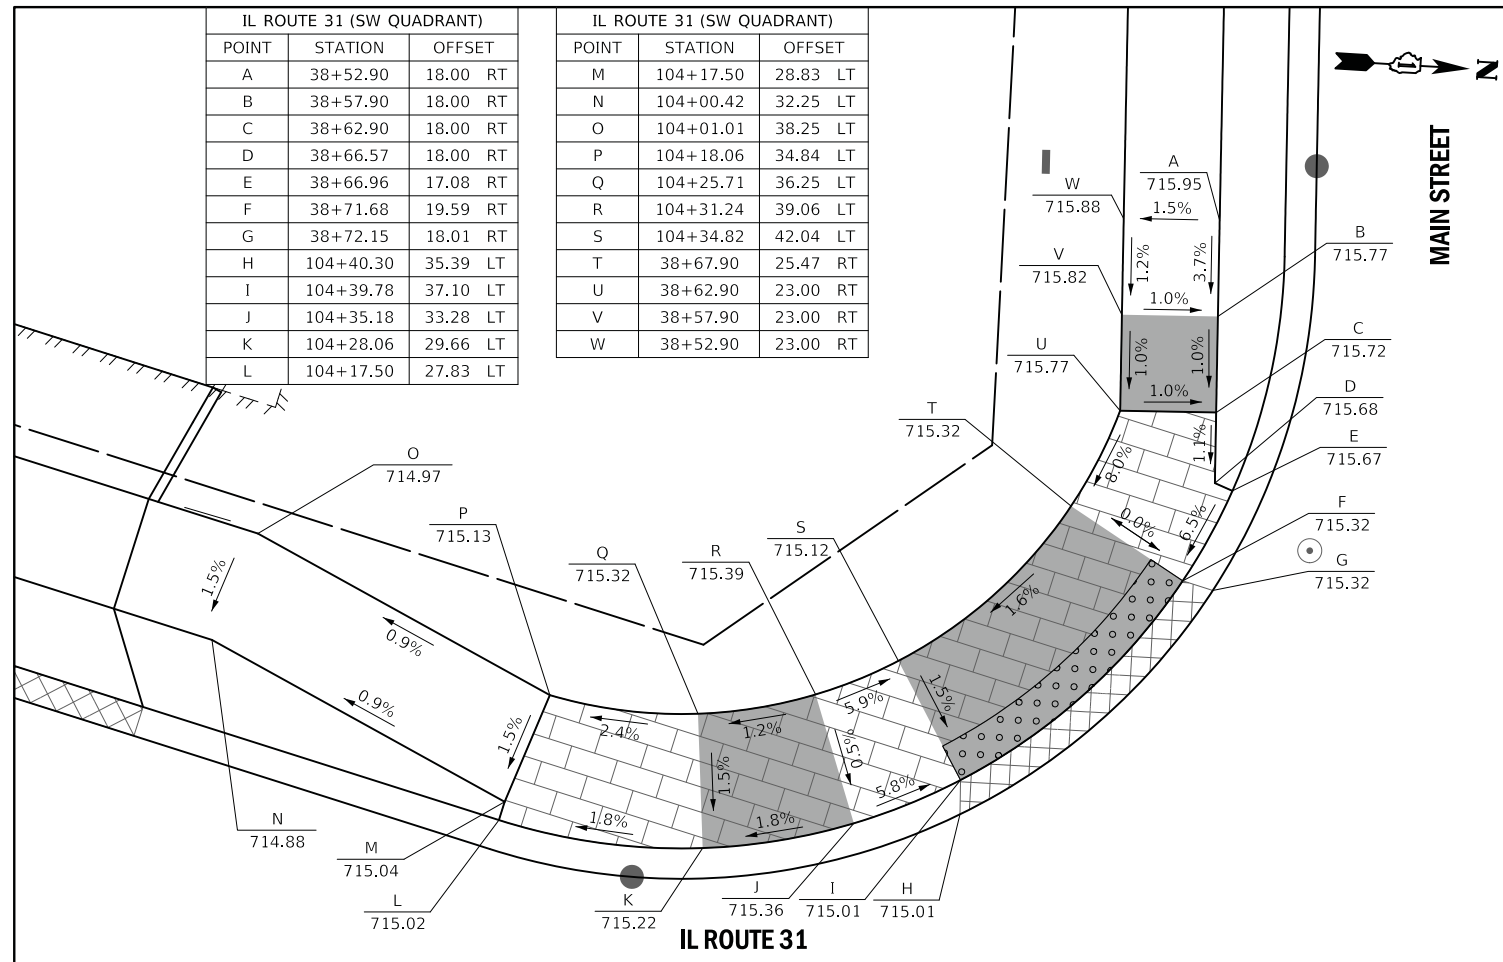 IL ROUTE 31 (SW QUADRANT)
POINT STATION OFFSET
A 38+52.90 18.00 RT
B 38+57.90 18.00 RT
C 38+62.90 18.00 RT
D 38+66.57 18.00 RT
E 38+66.96 17.08 RT
F 38+71.68 19.59 RT
G 38+72.15 18.01 RT
H 104+40.30 35.39 LT
I 104+39.78 37.10 LT
J 104+35.18 33.28 LT
K 104+28.06 29.66 LT
L 104+17.50 27.83 LT
IL ROUTE 31 (SW QUADRANT)
POINT STATION OFFSET
M 104+17.50 28.83 LT
N 104+00.42 32.25 LT
O 104+01.01 38.25 LT
P 104+18.06 34.84 LT
Q 104+25.71 36.25 LT
R 104+31.24 39.06 LT
S 104+34.82 42.04 LT
T 38+67.90 25.47 RT
U 38+62.90 23.00 RT
V 38+57.90 23.00 RT
W 38+52.90 23.00 RT
1
N
MAIN STREET
A
715.95
W
715.88
1.5%
B
715.77
V
715.82
1.2%
3.7%
1.0%
C
715.72
U
715.77
1.0%
1.0%
1.0%
D
715.68
T
715.32
E
715.67
1.1%
8.0%
O
714.97
F
715.32
0.0%
6.5%
P
715.13
S
715.12
Q
715.32
R
715.39
G
715.32
1.5%
1.6%
0.9%
0.9%
1.5%
5.9%
1.5%
2.4%
1.2%
0.5%
1.5%
5.8%
1.8%
1.8%
N
714.88
M
715.04
L
715.02
K
715.22
J
715.36
I
715.01
H
715.01
IL ROUTE 31